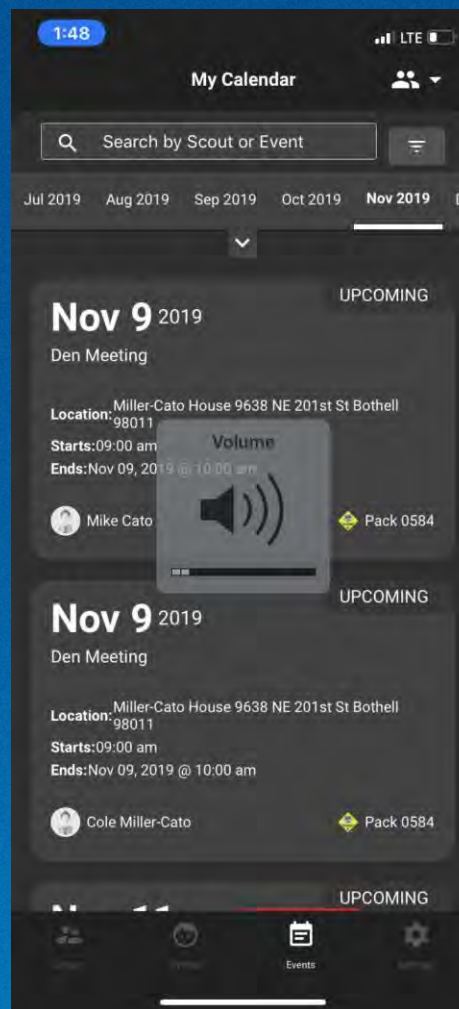 1:48
LTE
My Calendar
Search by Scout or Event
Jul 2019 Aug 2019 Sep 2019 Oct 2019 Nov 2019
UPCOMING
Nov 9 2019
Den Meeting
Location: Miller-Cato House 9638 NE 201st St Bothell
98011
Starts:09:00 am
Volume
Ends:Nov 09, 2019 @ 10:00 am
Mike Cato
Pack 0584
UPCOMING
Nov 9 2019
Den Meeting
Location: Miller-Cato House 9638 NE 201st St Bothell
98011
Starts:09:00 am
Ends:Nov 09, 2019 @ 10:00 am
Cole Miller-Cato
Pack 0584
UPCOMING
Events